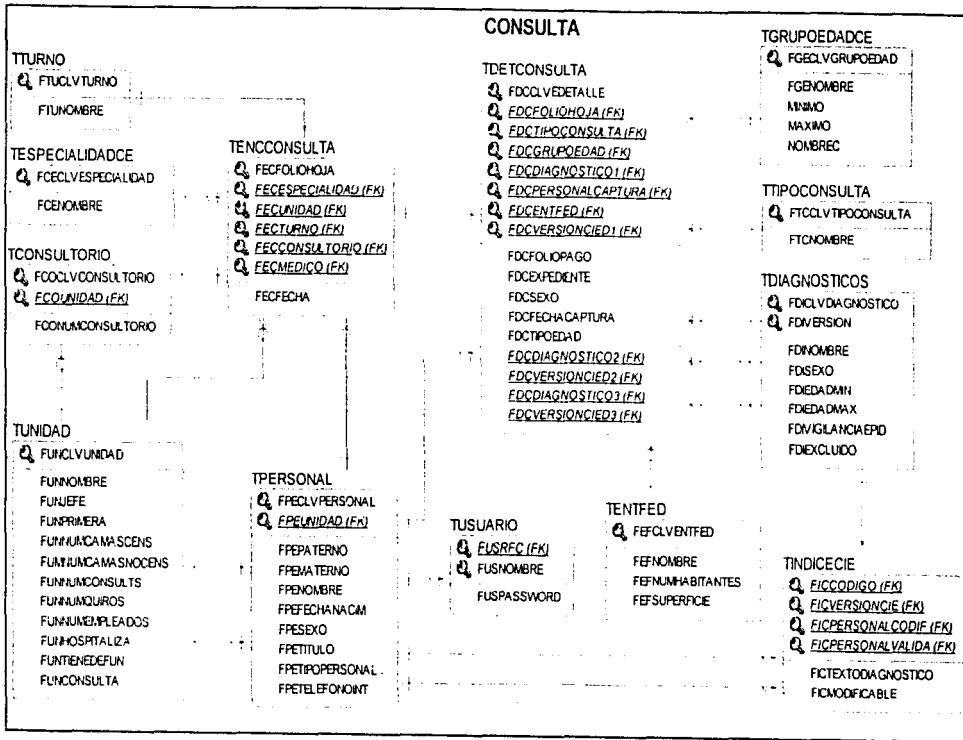 CONSULTA
TTURNO
FTUCLVTURNO
FTUNOMBRE
TESPECIALIDADCE
FCECLVESPECIALIDAD
FCENOMBRE
TCONSULTORIO
FCOCLVCONSULTORIO
FCOUNIDAD (FK)
FCONUMCONSULTORIO
TUNIDAD
FUNCLVUNIDAD
FUNNOMBRE
FUNJEFE
FUNPRIMERA
FUNNUMCAMASCENS
FUNNUMCAMASNOCENS
FUNNUMCONSULTS
FUNNUMQUIROS
FUNNUMEMPLEADOS
FUNHOSPITALIZA
FUNTIENEDEFUN
FUNCONSULTA
TENCCONSULTA
FECFOLIOHOJA
FECESPECIALIDAD (FK)
FECUNIDAD (FK)
FECTURNO (FK)
FECCONSULTORIO (FK)
FECMEDICO (FK)
FECFECHA
TPERSONAL
FPECLVPERSONAL
FPEUNIDAD (FK)
FPEPATERNO
FPEMATERNO
FPENOMBRE
FPEFECHANACIM
FPESEXO
FPETITULO
FPETIPOPERSONAL
FPETELEFONOINT
TDETCONSULTA
FDCCLVEDETALLE
FDCFOLIOHOJA (FK)
FDCTIPOCONSULTA (FK)
FDCGRUPOEDAD (FK)
FDCDIAGNOSTICO1 (FK)
FDCPERSONALCAPTURA (FK)
FDCENTFED (FK)
FDCVERSIONCIED1 (FK)
FDCFOLIOPAGO
FDCEXPEDIENTE
FDCSEXO
FDCFECHACAPTURA
FDCTIPOEDAD
FDCDIAGNOSTICO2 (FK)
FDCVERSIONCIED2 (FK)
FDCDIAGNOSTICO3 (FK)
FDCVERSIONCIED3 (FK)
TUSUARIO
FUSRFC (FK)
FUSNOMBRE
FUSPASSWORD
TENTFED
FEFCLVENTFED
FEFNOMBRE
FEFNUMHABITANTES
FEFSUPERFICIE
TGRUPOEDADCE
FGECLVGRUPOEDAD
FGENOMBRE
MINIMO
MAXIMO
NOMBREC
TTIPOCONSULTA
FTCCLVTIPOCONSULTA
FTCNOMBRE
TDIAGNOSTICOS
FDICLVDIAGNOSTICO
FDIVERSION
FDINOMBRE
FDISEXO
FDIEDADMIN
FDIEDADMAX
FDIVIGILANCIAEPID
FDIEXCLUIDO
TINDICECIE
FICCODIGO (FK)
FICVERSIONCIE (FK)
FICPERSONALCODIF (FK)
FICPERSONALVALIDA (FK)
FICTEXTODIAGNOSTICO
FICMODIFICABLE